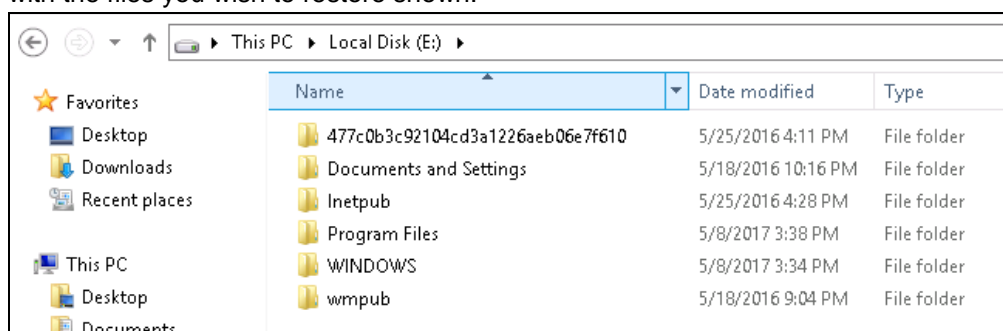 with the files you wish to restore shown.
This PC Local Disk (E:)
Name Date modified Type
Favorites
Desktop
Downloads
Recent places
This PC
Desktop
Documents
477c0b3c92104cd3a1226aeb06e7f610 5/25/2016 4:11 PM File folder
Documents and Settings 5/18/2016 10:16 PM File folder
Inetpub 5/25/2016 4:28 PM File folder
Program Files 5/8/2017 3:38 PM File folder
WINDOWS 5/8/2017 3:34 PM File folder
wmpub 5/18/2016 9:04 PM File folder